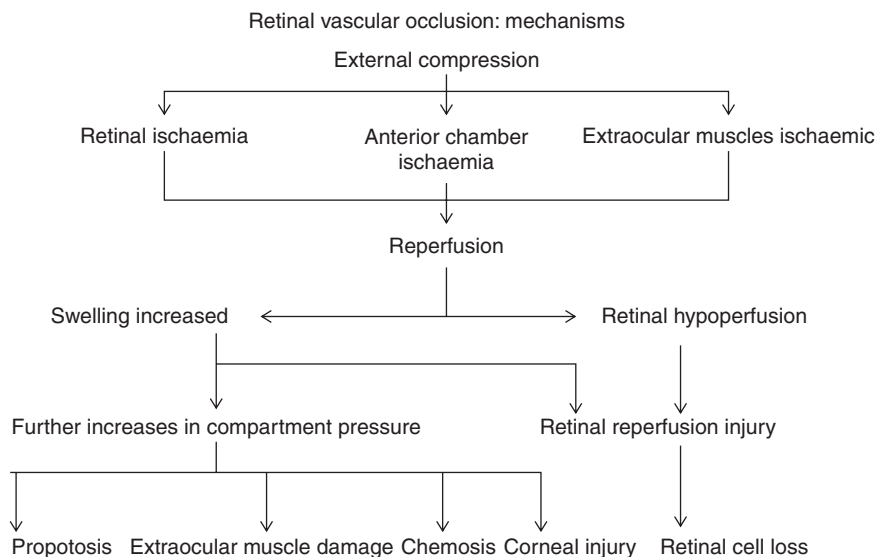 Retinal vascular occlusion: mechanisms
External compression
Retinal ischaemia
Anterior chamber
ischaemia
Extraocular muscles ischaemic
Reperfusion
Swelling increased
Retinal hypoperfusion
Further increases in compartment pressure
Retinal reperfusion injury
Propotosis
Extraocular muscle damage
Chemosis
Corneal injury
Retinal cell loss